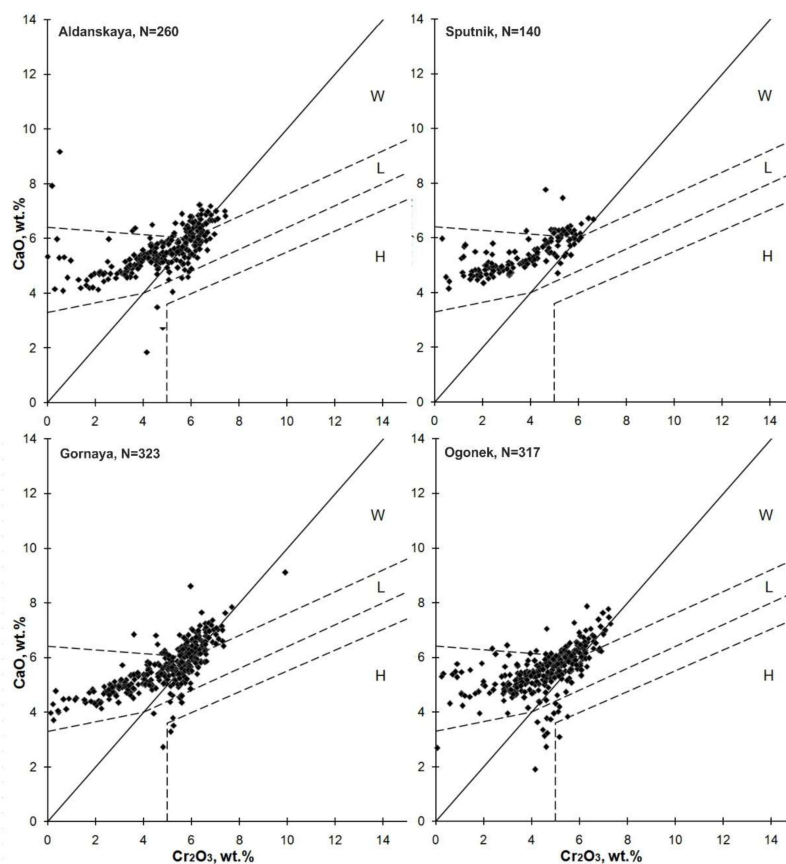 Aldanskaya, N=260
CaO, wt.%
14
12
10
8
6
4
2
0
0 2 4 6 8 10 12 14
W
L
H
Sputnik, N=140
14
12
10
8
6
4
2
0
0 2 4 6 8 10 12 14
W
L
H
Gornaya, N=323
CaO, wt.%
14
12
10
8
6
4
2
0
0 2 4 6 8 10 12 14
Cr2O3, wt.%
W
L
H
Ogonek, N=317
14
12
10
8
6
4
2
0
0 2 4 6 8 10 12 14
Cr2O3, wt.%
W
L
H